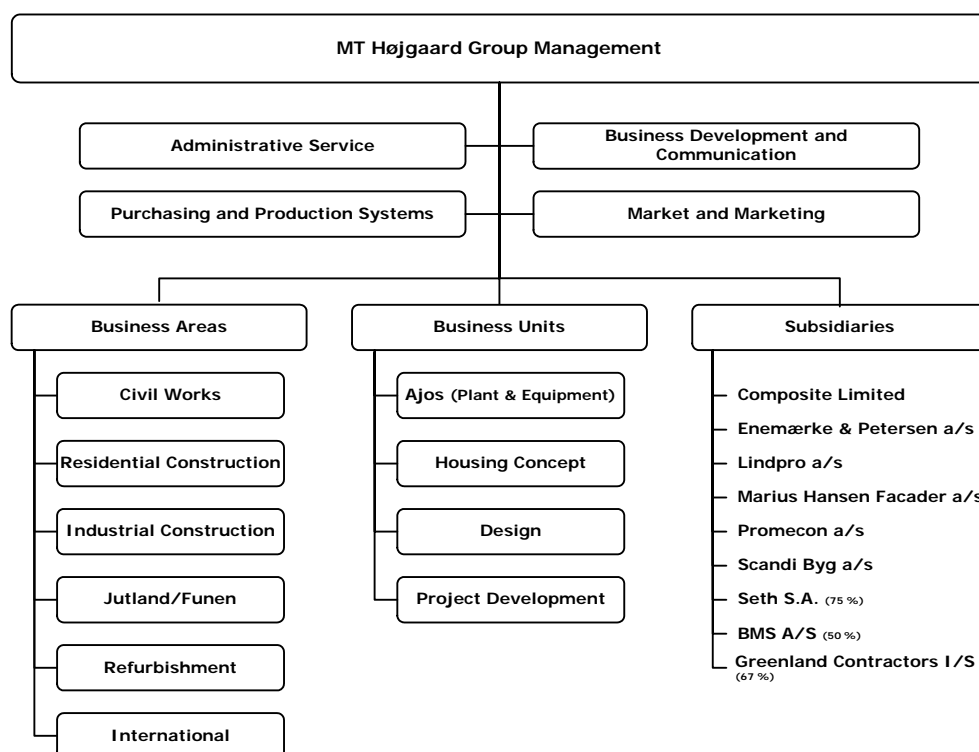 MT Højgaard Group Management
Administrative Service
Business Development and
Communication
Purchasing and Production Systems
Market and Marketing
Business Areas
Business Units
Subsidiaries
Civil Works
Residential Construction
Industrial Construction
Jutland/Funen
Refurbishment
International
Ajos (Plant & Equipment)
Housing Concept
Design
Project Development
Composite Limited
Enemærke & Petersen a/s
Lindpro a/s
Marius Hansen Facader a/s
Promecon a/s
Scandi Byg a/s
Seth S.A. (75 %)
BMS A/S (50 %)
Greenland Contractors I/S
(67 %)